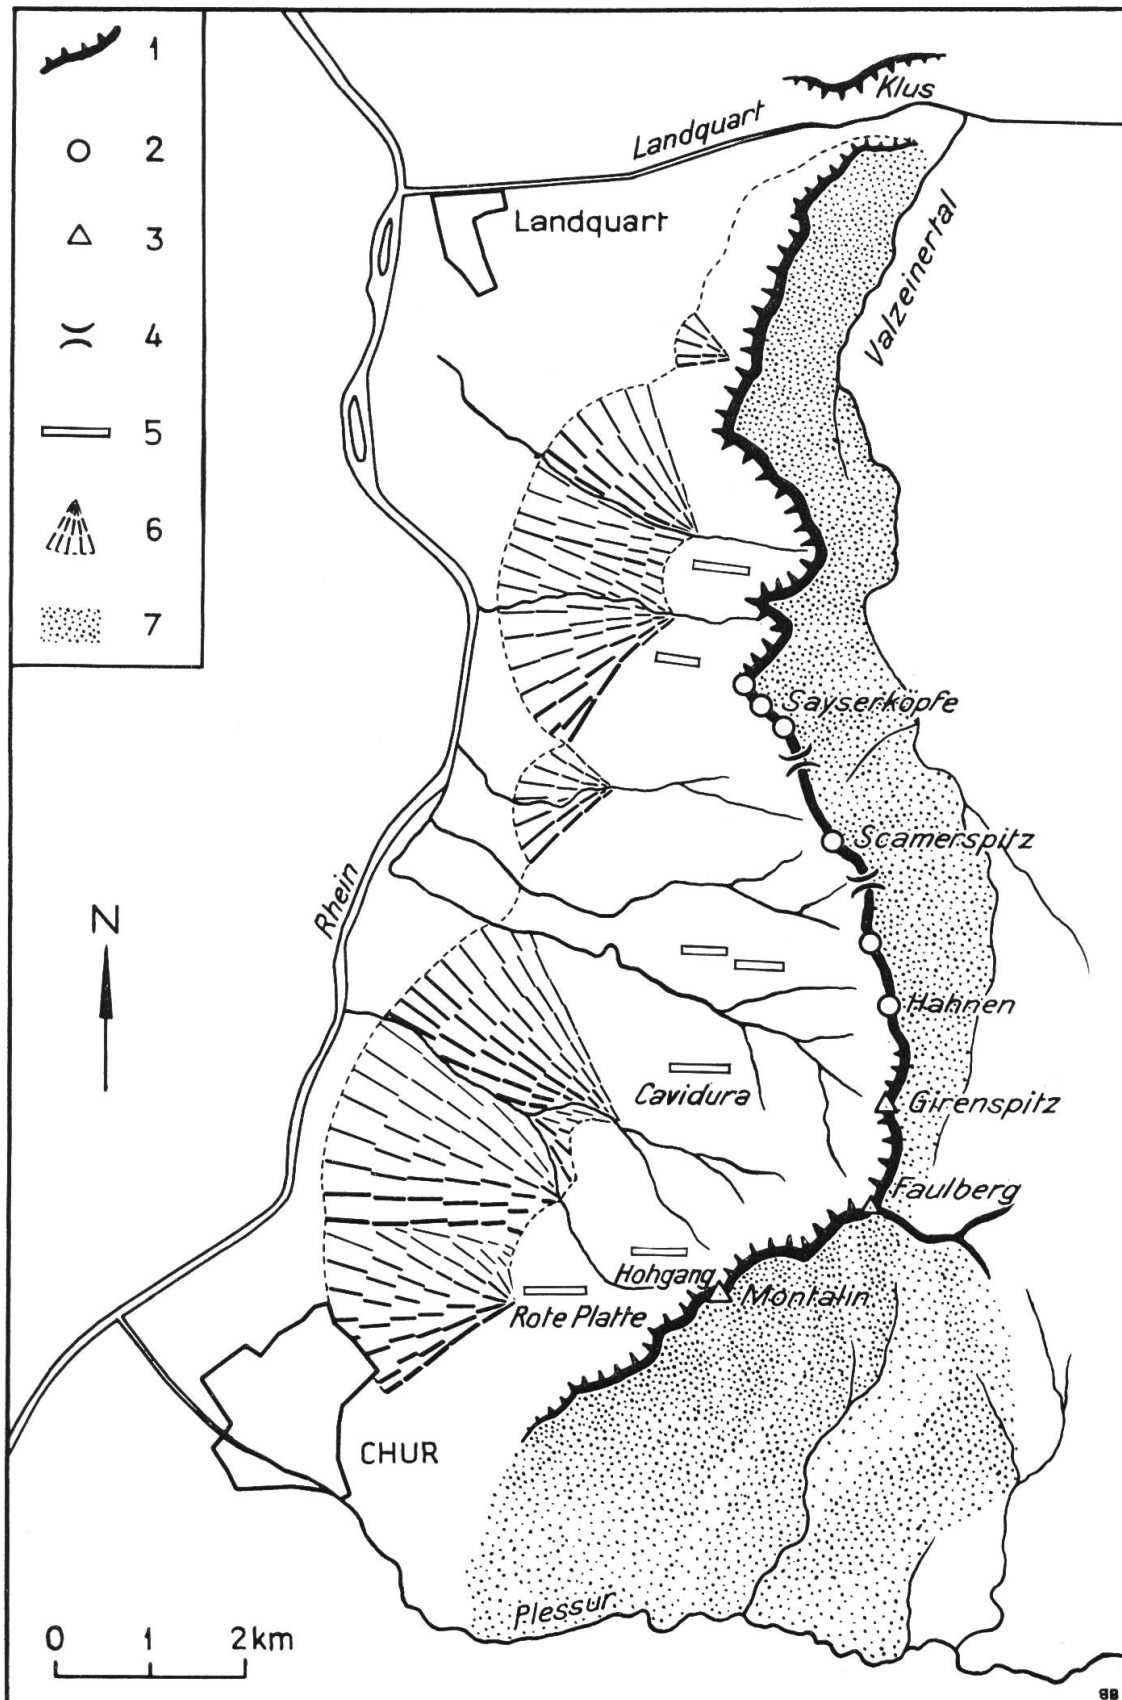 1
2
3
4
5
6
7
Klus
Landquart
Landquart
Valzeinertal
Sayserköpfe
Scamerspitz
Rhein
N
Hahnen
Cavidura
Girenspitz
Faulberg
Hohgang
Montalin
Rote Platte
CHUR
Plessur
0 1 2 km